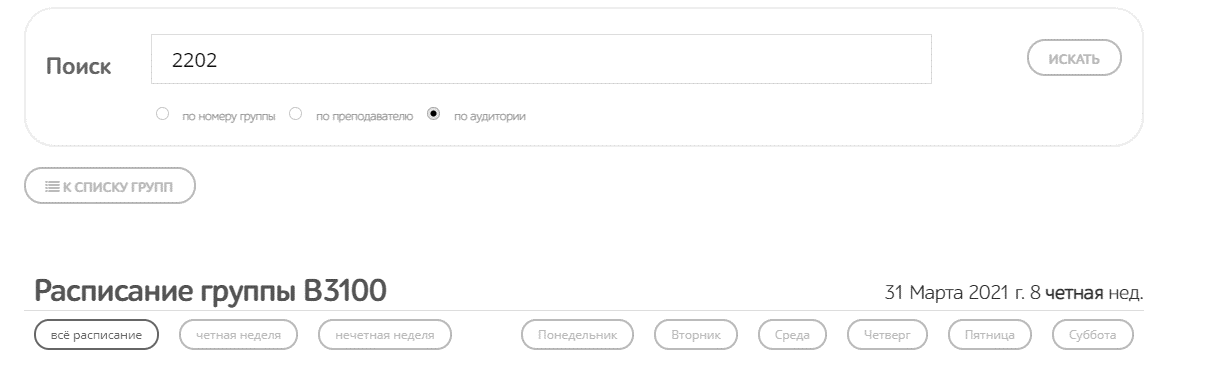 Поиск 2202 ИСКАТЬ
по номеру группы по преподавателю по аудитории
К СПИСКУ ГРУПП
Расписание группы B3100 31 Марта 2021 г. 8 четная нед.
всё расписание четная неделя нечетная неделя Понедельник Вторник Среда Четверг Пятница Суббота